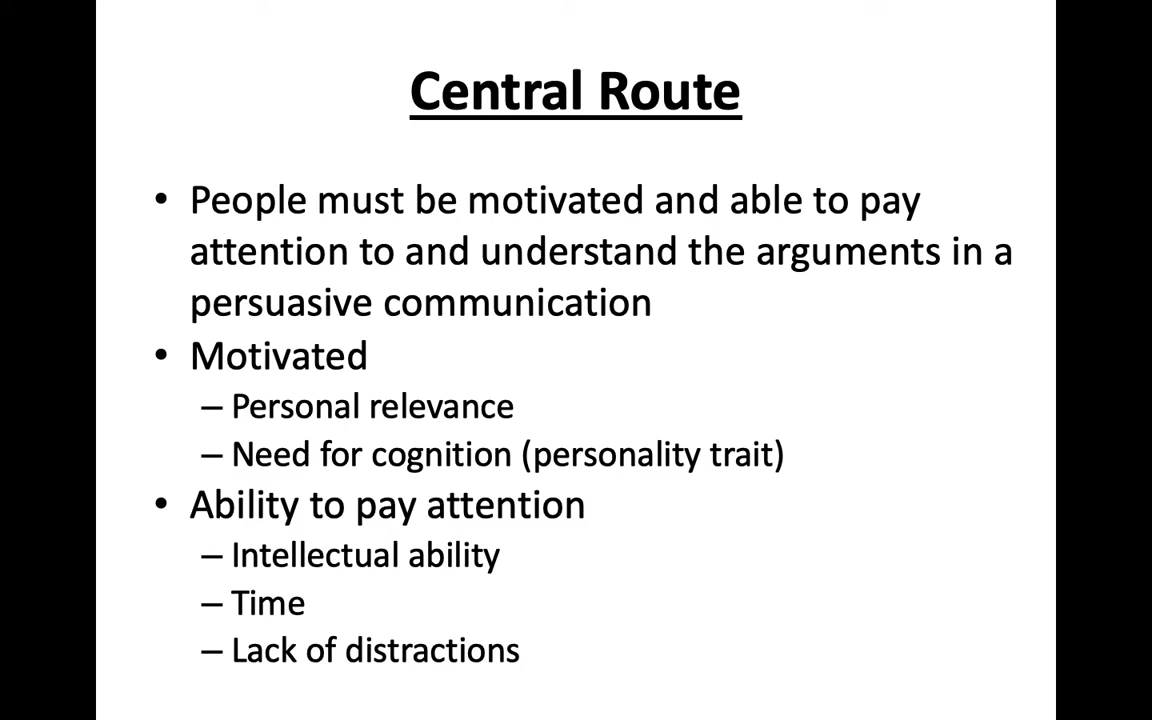 Central Route
• People must be motivated and able to pay
attention to and understand the arguments in a
persuasive communication
• Motivated
– Personal relevance
– Need for cognition (personality trait)
• Ability to pay attention
– Intellectual ability
– Time
– Lack of distractions